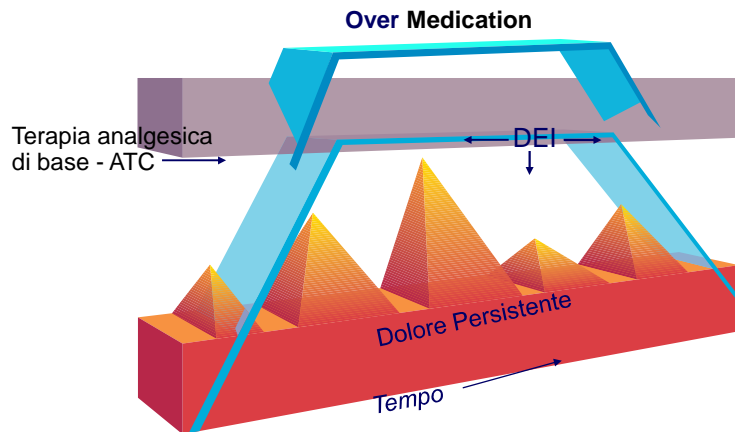 Over Medication
Terapia analgesica
di base - ATC
DEI
Dolore Persistente
Tempo